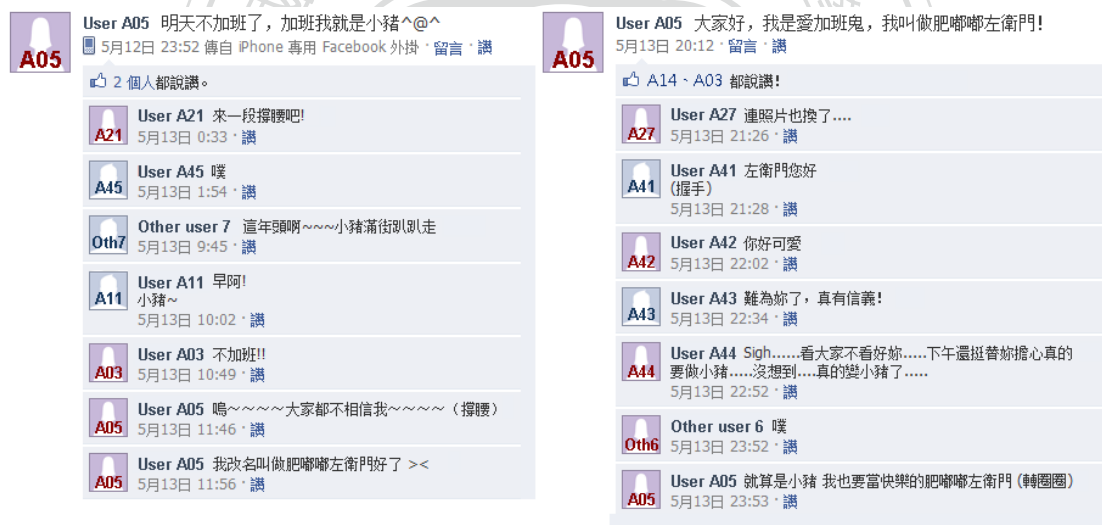 User A05 明天不加班了，加班我就是小豬^@^
5月12日 23:52 傳自 iPhone 專用 Facebook 外掛 · 留言 · 讚
A05
2 個人都說讚。
User A21 來一段撐腰吧!
A21 5月13日 0:33 · 讚
User A45 噗
A45 5月13日 1:54 · 讚
Other user 7 這年頭啊~~~小豬滿街趴趴走
Oth7 5月13日 9:45 · 讚
User A11 早阿!
A11 小豬~
5月13日 10:02 · 讚
User A03 不加班!!
A03 5月13日 10:49 · 讚
User A05 嗚~~~~大家都不相信我~~~~（撐腰）
A05 5月13日 11:46 · 讚
User A05 我改名叫做肥嘟嘟左衛門好了 ><
A05 5月13日 11:56 · 讚
User A05 大家好，我是愛加班鬼，我叫做肥嘟嘟左衛門!
5月13日 20:12 · 留言 · 讚
A05
A14、A03 都說讚!
User A27 連照片也換了....
A27 5月13日 21:26 · 讚
User A41 左衛門您好
A41 (握手)
5月13日 21:28 · 讚
User A42 你好可愛
A42 5月13日 22:02 · 讚
User A43 難為妳了，真有信義!
A43 5月13日 22:34 · 讚
User A44 Sigh......看大家不看好妳.....下午還挺替妳擔心真的
A44 要做小豬.....沒想到....真的變小豬了.....
5月13日 22:52 · 讚
Other user 6 噗
Oth6 5月13日 23:52 · 讚
User A05 就算是小豬 我也要當快樂的肥嘟嘟左衛門 (轉圈圈)
A05 5月13日 23:53 · 讚